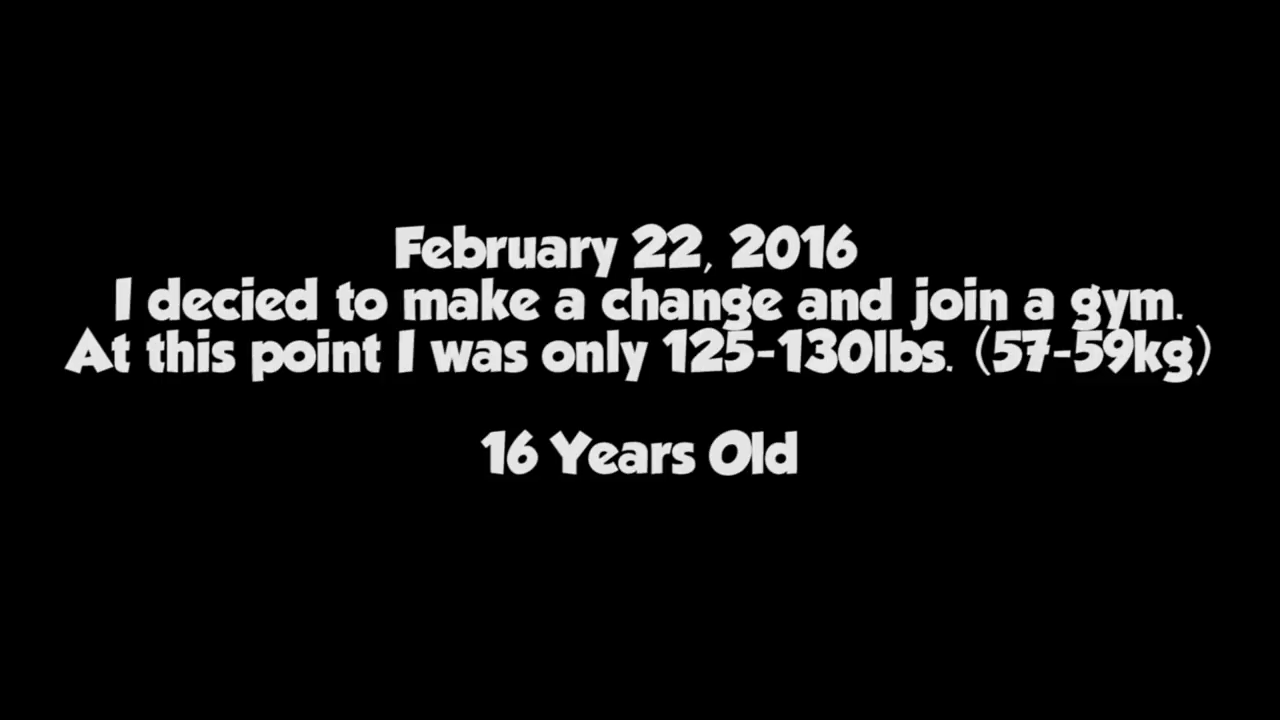 February 22, 2016
I decied to make a change and join a gym.
At this point I was only 125-130lbs. (57-59kg)
16 Years Old